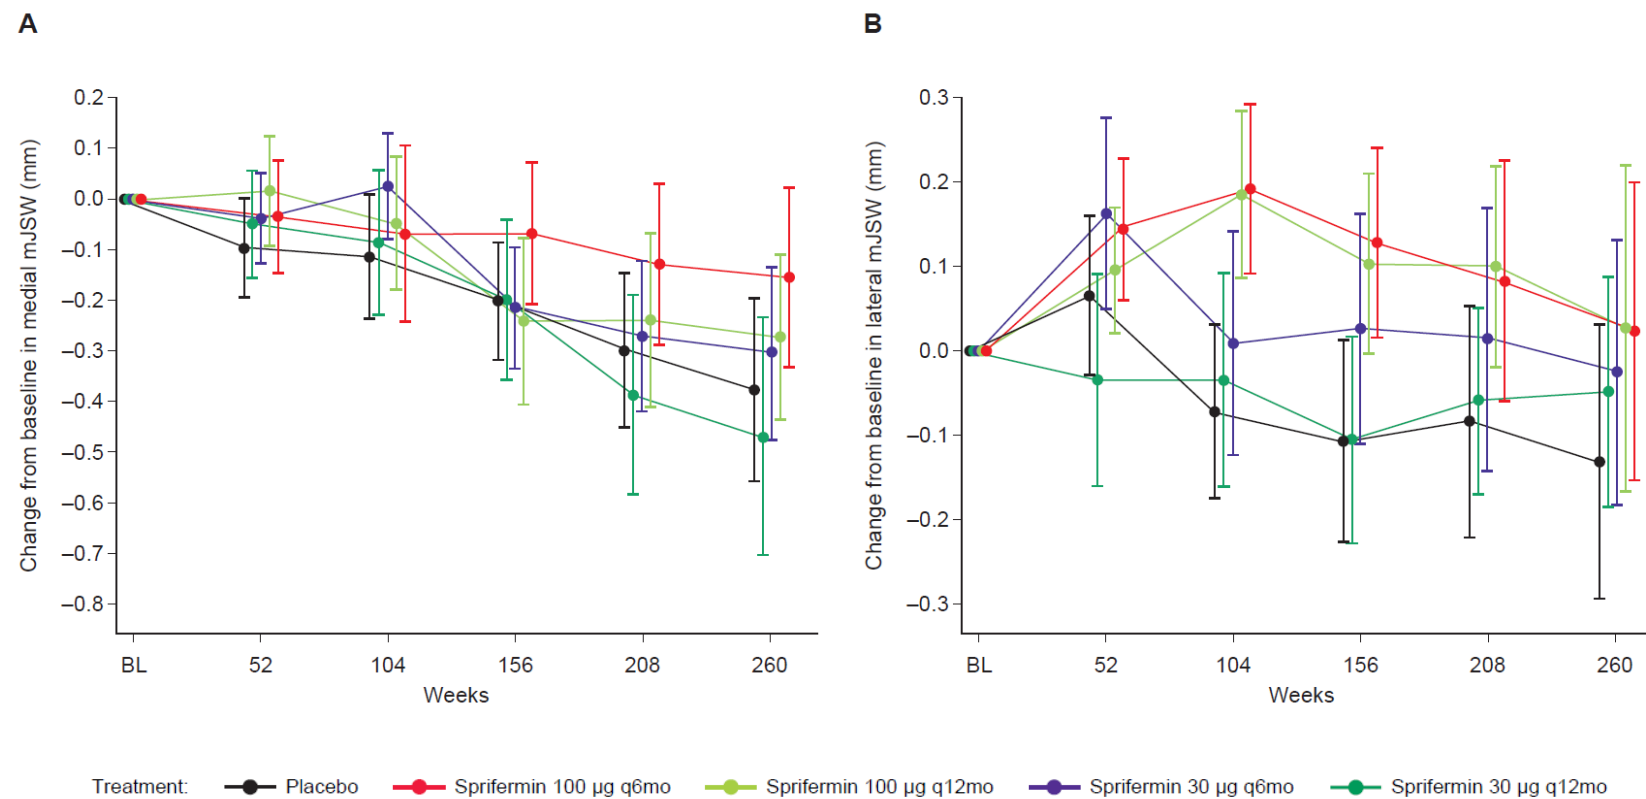 A
B
Change from baseline in medial mJSW (mm)
0.2
0.1
0.0
–0.1
–0.2
–0.3
–0.4
–0.5
–0.6
–0.7
–0.8
BL 52 104 156 208 260
Weeks
Change from baseline in lateral mJSW (mm)
0.3
0.2
0.1
0.0
–0.1
–0.2
–0.3
BL 52 104 156 208 260
Weeks
Treatment: Placebo Sprifermin 100 μg q6mo Sprifermin 100 μg q12mo Sprifermin 30 μg q6mo Sprifermin 30 μg q12mo